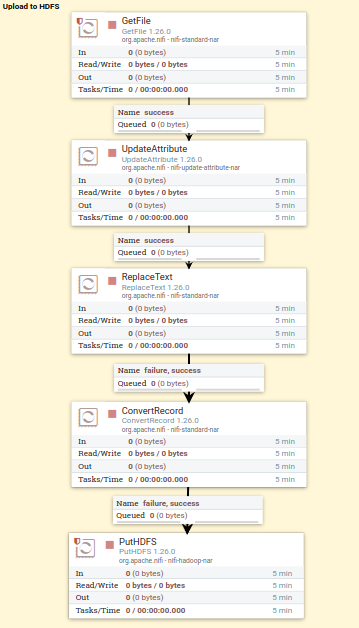 Upload to HDFS
GetFile
GetFile 1.26.0
org.apache.nifi - nifi-standard-nar
In 0 (0 bytes) 5 min
Read/Write 0 bytes / 0 bytes 5 min
Out 0 (0 bytes) 5 min
Tasks/Time 0 / 00:00:00.000 5 min
Name success
Queued 0 (0 bytes)
UpdateAttribute
UpdateAttribute 1.26.0
org.apache.nifi - nifi-update-attribute-nar
In 0 (0 bytes) 5 min
Read/Write 0 bytes / 0 bytes 5 min
Out 0 (0 bytes) 5 min
Tasks/Time 0 / 00:00:00.000 5 min
Name success
Queued 0 (0 bytes)
ReplaceText
ReplaceText 1.26.0
org.apache.nifi - nifi-standard-nar
In 0 (0 bytes) 5 min
Read/Write 0 bytes / 0 bytes 5 min
Out 0 (0 bytes) 5 min
Tasks/Time 0 / 00:00:00.000 5 min
Name failure, success
Queued 0 (0 bytes)
ConvertRecord
ConvertRecord 1.26.0
org.apache.nifi - nifi-standard-nar
In 0 (0 bytes) 5 min
Read/Write 0 bytes / 0 bytes 5 min
Out 0 (0 bytes) 5 min
Tasks/Time 0 / 00:00:00.000 5 min
Name failure, success
Queued 0 (0 bytes)
PutHDFS
PutHDFS 1.26.0
org.apache.nifi - nifi-hadoop-nar
In 0 (0 bytes) 5 min
Read/Write 0 bytes / 0 bytes 5 min
Out 0 (0 bytes) 5 min
Tasks/Time 0 / 00:00:00.000 5 min